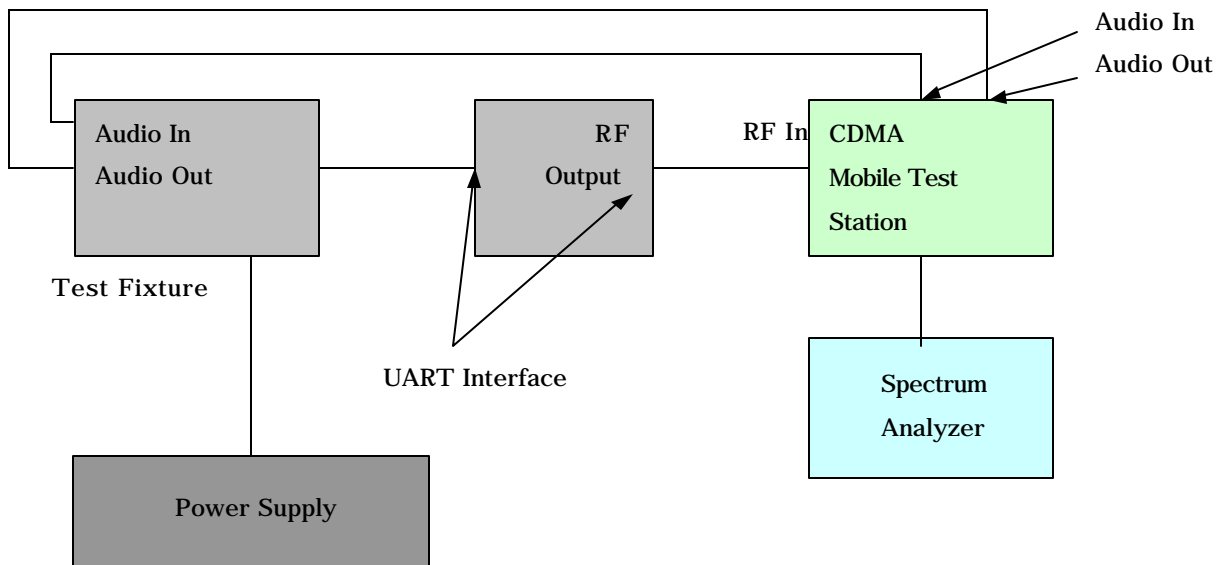 Audio In
Audio Out
Audio In
Audio Out
RF
Output
RF In
CDMA
Mobile Test
Station
Test Fixture
UART Interface
Spectrum
Analyzer
Power Supply